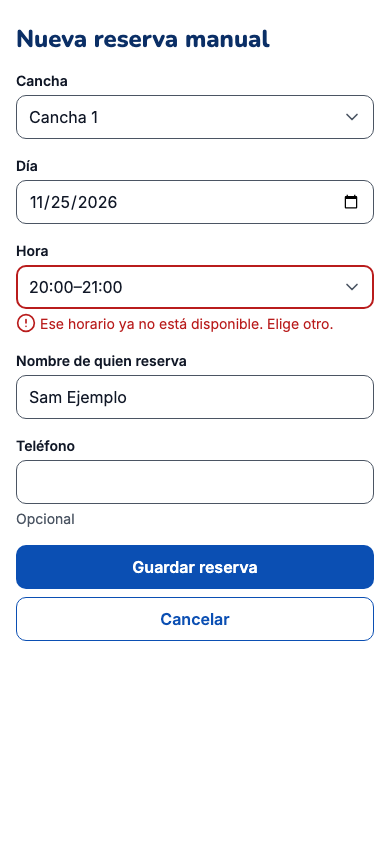 Nueva reserva manual
Cancha
Cancha 1
Día
11/25/2026
Hora
20:00–21:00
Ese horario ya no está disponible. Elige otro.
Nombre de quien reserva
Sam Ejemplo
Teléfono
Opcional
Guardar reserva
Cancelar